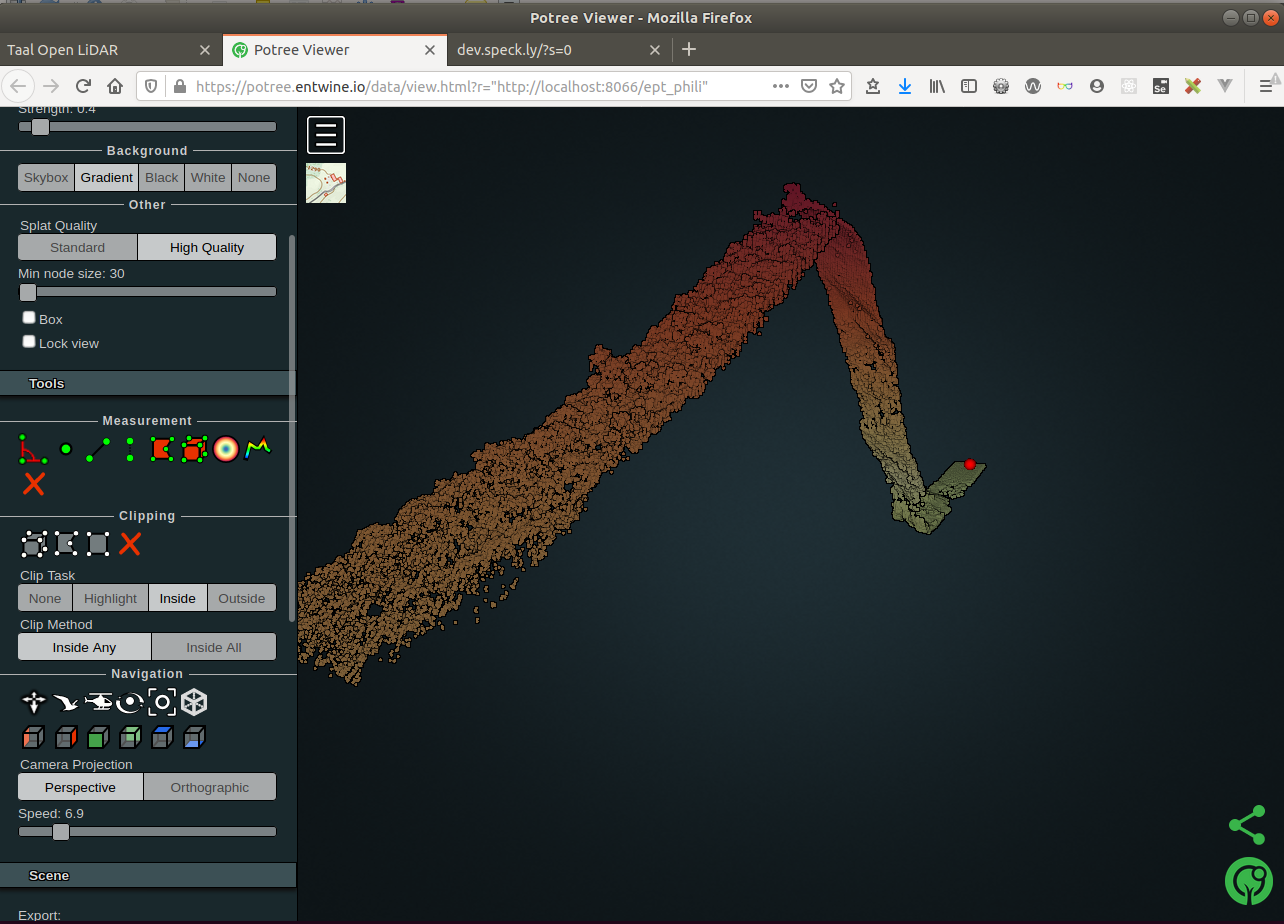 Potree Viewer - Mozilla Firefox
Taal Open LiDAR
Potree Viewer
dev.speck.ly/?s=0
https://potree.entwine.io/data/view.html?r="http://localhost:8066/ept_phili"
Se
Strength: 0.4
Background
Skybox Gradient Black White None
Other
Splat Quality
Standard High Quality
Min node size: 30
Box
Lock view
Tools
Measurement
Clipping
Clip Task
None Highlight Inside Outside
Clip Method
Inside Any Inside All
Navigation
Camera Projection
Perspective Orthographic
Speed: 6.9
Scene
Export: